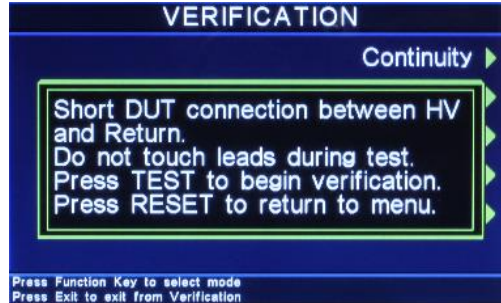 VERIFICATION
Continuity
Short DUT connection between HV
and Return.
Do not touch leads during test.
Press TEST to begin verification.
Press RESET to return to menu.
Press Function Key to select mode
Press Exit to exit from Verification